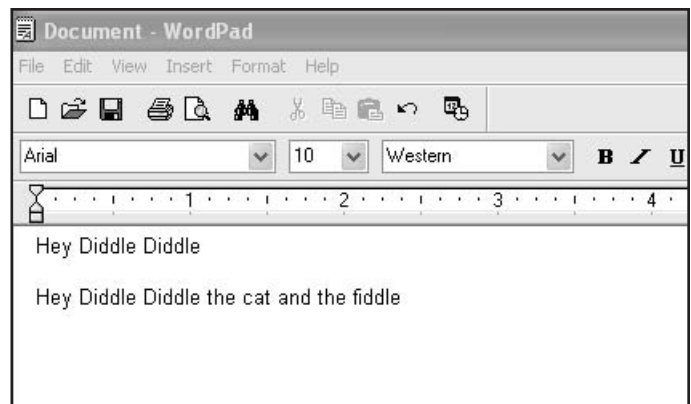 Document - WordPad
File Edit View Insert Format Help
Arial 10 Western B / U
1 2 3 4
Hey Diddle Diddle
Hey Diddle Diddle the cat and the fiddle